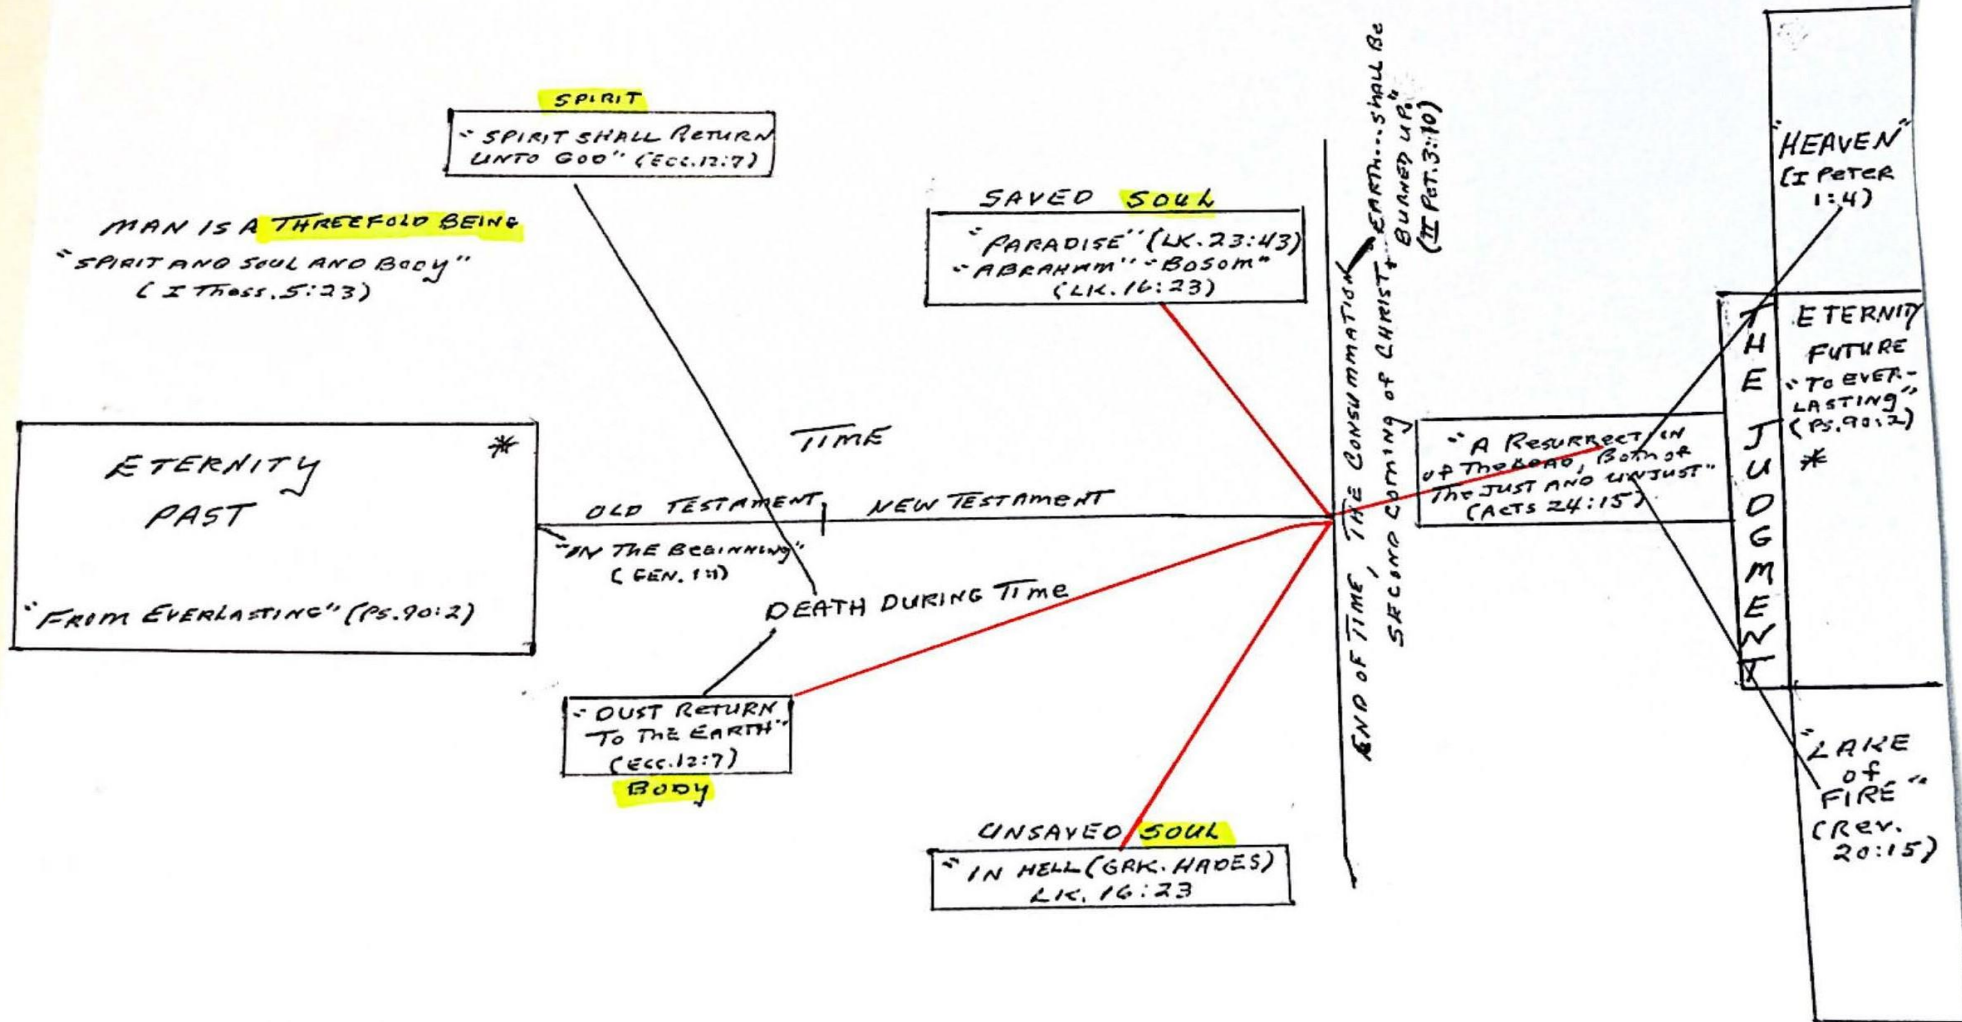 SPIRIT
"SPIRIT SHALL RETURN
UNTO GOD" (ECC.12:7)
MAN IS A THREEFOLD BEING
"SPIRIT AND SOUL AND BODY"
(I THESS. 5:23)
SAVED SOUL
"PARADISE" (LK. 23:43)
"ABRAHAM" "BOSOM"
(LK. 16:23)
ETERNITY *
PAST
"FROM EVERLASTING" (PS.90:2)
TIME
OLD TESTAMENT, NEW TESTAMENT
"IN THE BEGINNING"
(GEN. 1:1)
DEATH DURING TIME
"DUST RETURN
TO THE EARTH"
(ECC.12:7)
BODY
UNSAVED SOUL
"IN HELL (GRK. HADES)
LK. 16:23
END OF TIME, THE CONSUMMATION
SECOND COMING OF CHRIST,
"EARTH...SHALL BE
BURNED UP."
(II PET. 3:10)
"A RESURRECTION
OF THE DEAD, BOTH OF
THE JUST AND UNJUST"
(ACTS 24:15)
THE JUDGMENT
"HEAVEN"
(I PETER
1:4)
ETERNITY
FUTURE
"TO EVER-
LASTING"
(PS.90:2)
*
"LAKE
OF
FIRE"
(REV.
20:15)